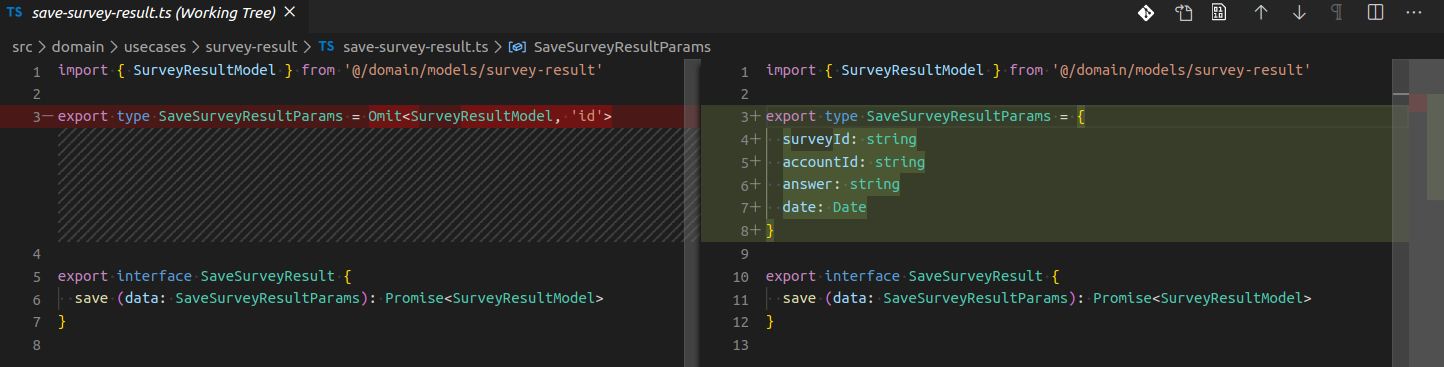 TS save-survey-result.ts (Working Tree)
src > domain > usecases > survey-result > TS save-survey-result.ts > SaveSurveyResultParams
1 import { SurveyResultModel } from '@/domain/models/survey-result'
2
3− export type SaveSurveyResultParams = Omit<SurveyResultModel, 'id'>
4
5 export interface SaveSurveyResult {
6 save (data: SaveSurveyResultParams): Promise<SurveyResultModel>
7 }
8
1 import { SurveyResultModel } from '@/domain/models/survey-result'
2
3+ export type SaveSurveyResultParams = {
4+ surveyId: string
5+ accountId: string
6+ answer: string
7+ date: Date
8+ }
9
10 export interface SaveSurveyResult {
11 save (data: SaveSurveyResultParams): Promise<SurveyResultModel>
12 }
13